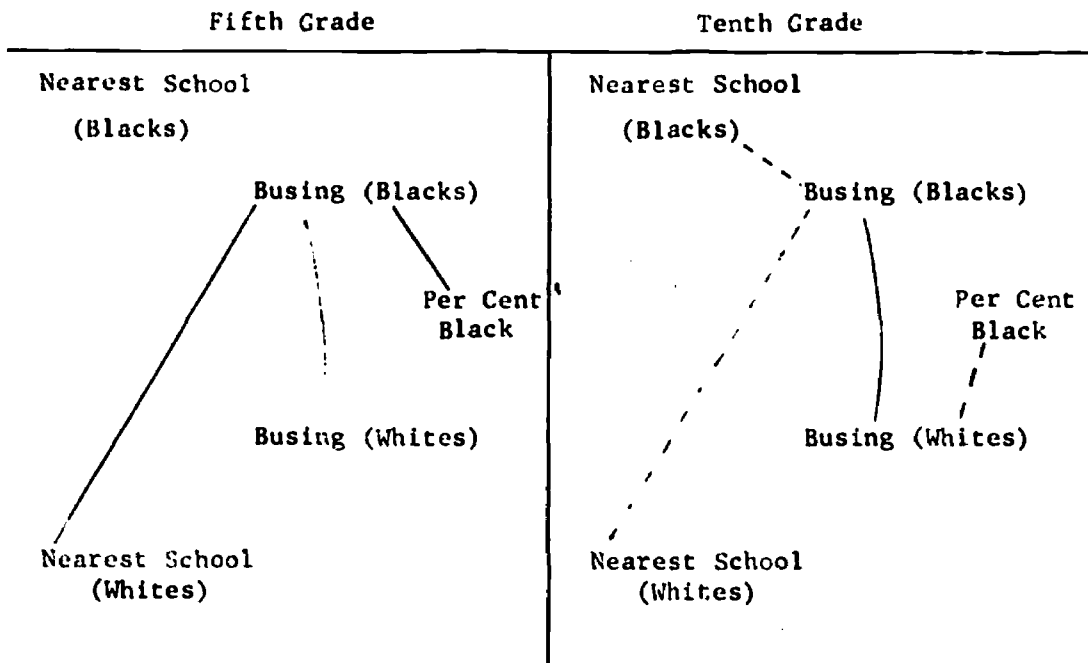 Fifth Grade
Tenth Grade
Nearest School
(Blacks)
Busing (Blacks)
Per Cent
Black
Busing (Whites)
Nearest School
(Whites)
Nearest School
(Blacks)
Busing (Blacks)
Per Cent
Black
Busing (Whites)
Nearest School
(Whites)